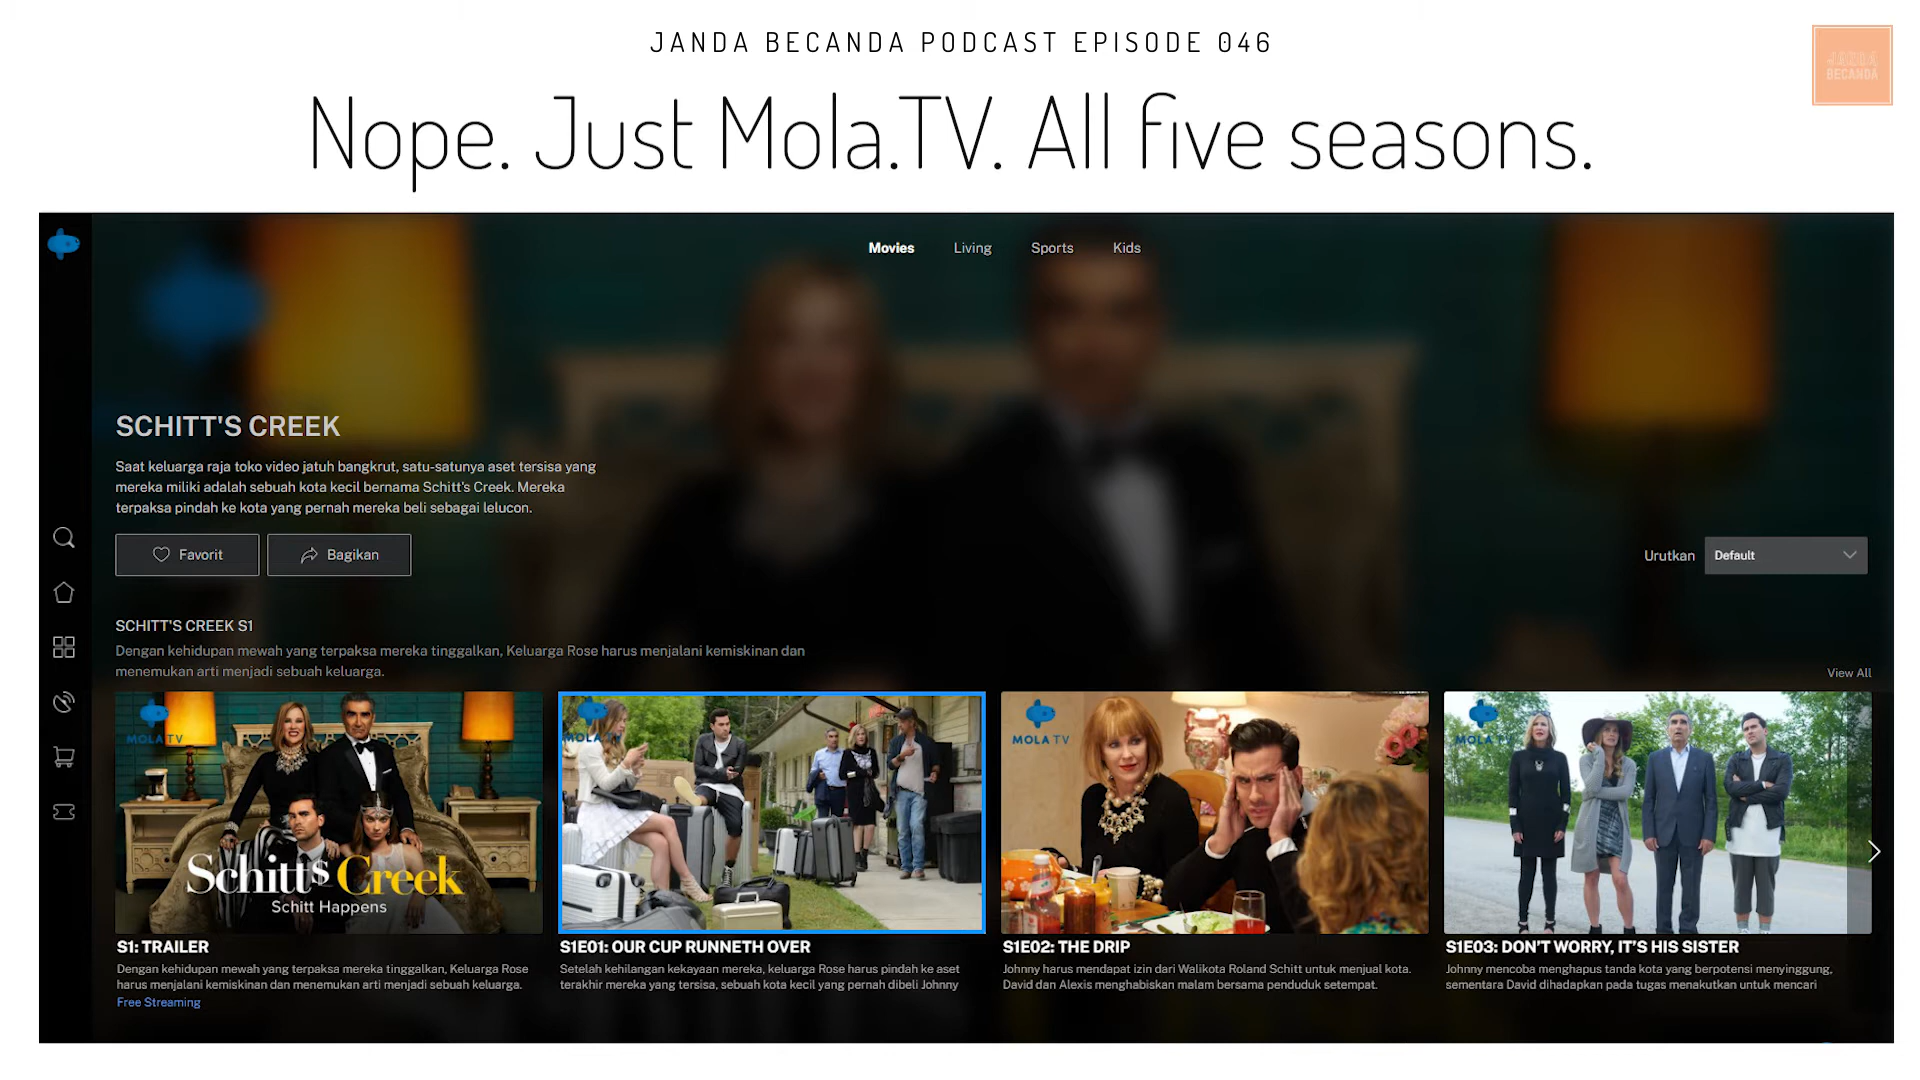 JANDA BECANDA PODCAST EPISODE 046
JANDA
BECANDA
Nope. Just Mola.TV. All five seasons.
Movies
Living
Sports
Kids
SCHITT'S CREEK
Saat keluarga raja toko video jatuh bangkrut, satu-satunya aset tersisa yang
mereka miliki adalah sebuah kota kecil bernama Schitt's Creek. Mereka
terpaksa pindah ke kota yang pernah mereka beli sebagai lelucon.
Favorit
Bagikan
Urutkan
Default
SCHITT'S CREEK S1
Dengan kehidupan mewah yang terpaksa mereka tinggalkan, Keluarga Rose harus menjalani kemiskinan dan
menemukan arti menjadi sebuah keluarga.
View All
MOLA TV
Schitt's Creek
Schitt Happens
S1: TRAILER
Dengan kehidupan mewah yang terpaksa mereka tinggalkan, Keluarga Rose
harus menjalani kemiskinan dan menemukan arti menjadi sebuah keluarga.
Free Streaming
MOLA TV
S1E01: OUR CUP RUNNETH OVER
Setelah kehilangan kekayaan mereka, keluarga Rose harus pindah ke aset
terakhir mereka yang tersisa, sebuah kota kecil yang pernah dibeli Johnny
MOLA TV
S1E02: THE DRIP
Johnny harus mendapat izin dari Walikota Roland Schitt untuk menjual kota.
David dan Alexis menghabiskan malam bersama penduduk setempat.
MOLA TV
S1E03: DON'T WORRY, IT'S HIS SISTER
Johnny mencoba menghapus tanda kota yang berpotensi menyinggung,
sementara David dihadapkan pada tugas menakutkan untuk mencari